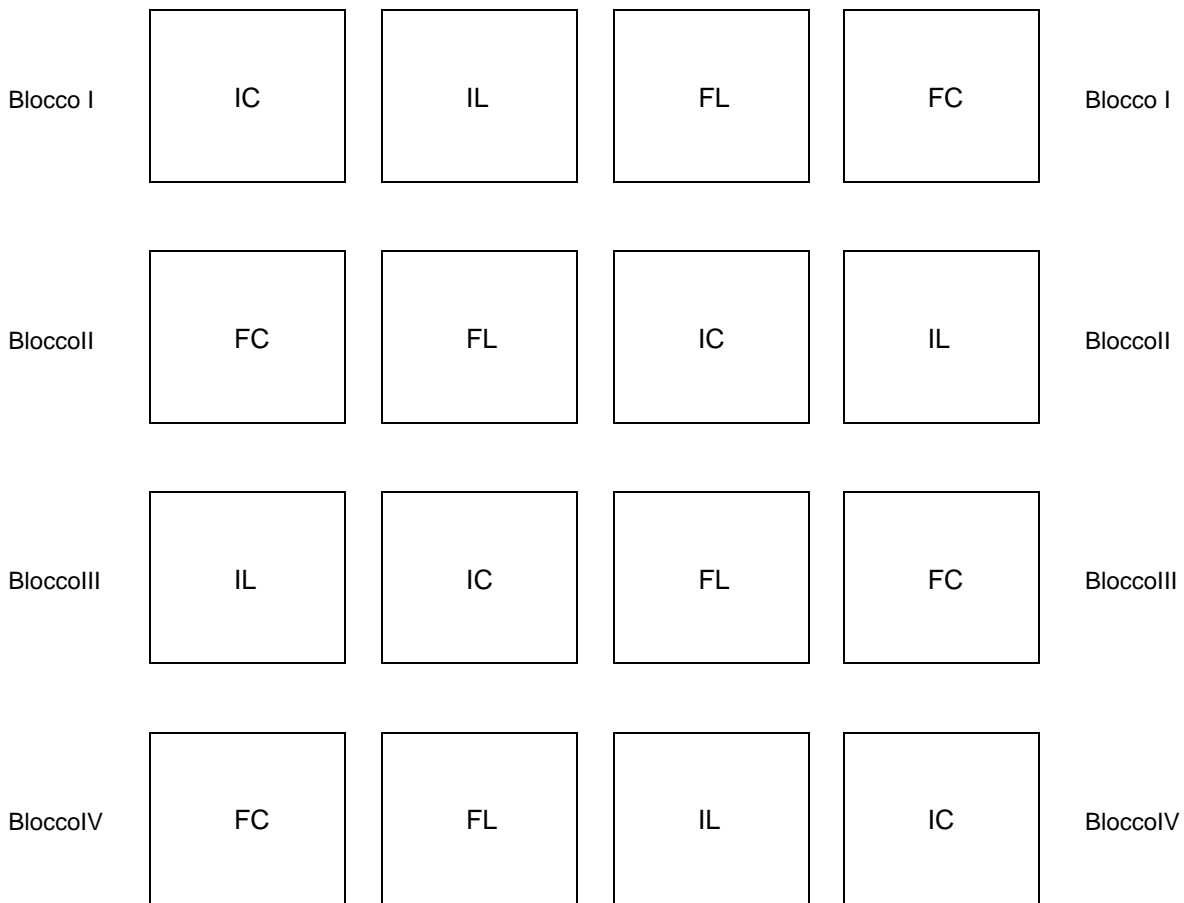 Blocco I IC IL FL FC Blocco I
BloccoII FC FL IC IL BloccoII
BloccoIII IL IC FL FC BloccoIII
BloccoIV FC FL IL IC BloccoIV